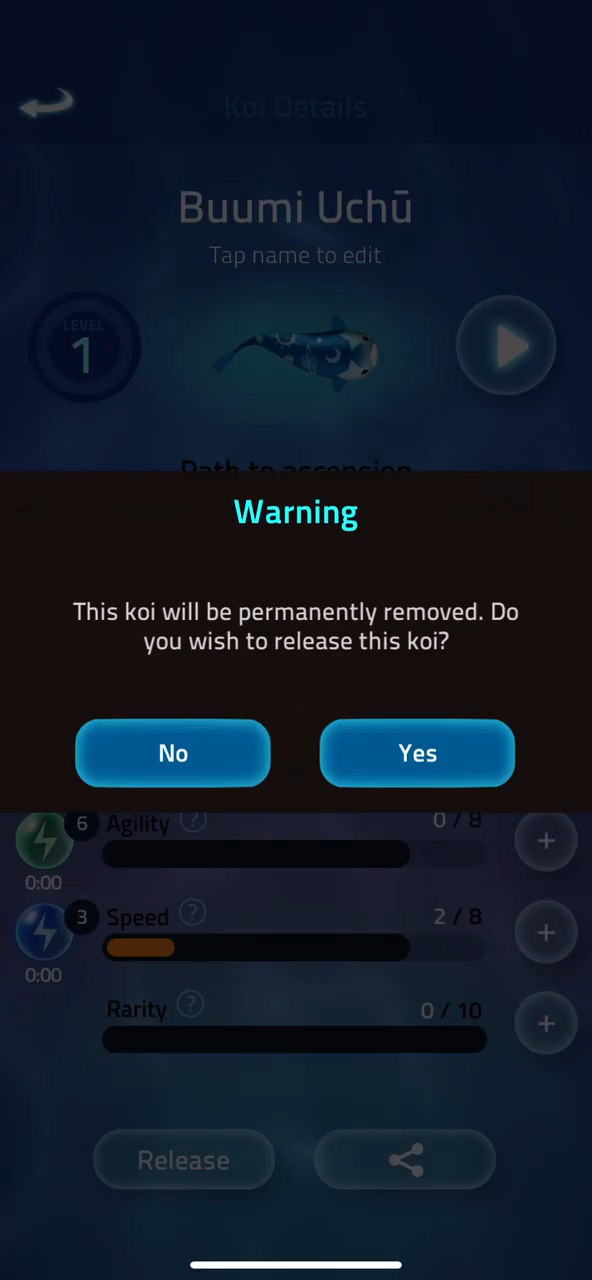 Koi Details
Buumi Uchū
Tap name to edit
LEVEL
1
Path to ascension
Warning
This koi will be permanently removed. Do
you wish to release this koi?
No
Yes
6
Agility ?
0 / 8
+
0:00
3
Speed ?
2 / 8
+
0:00
Rarity ?
0 / 10
+
Release